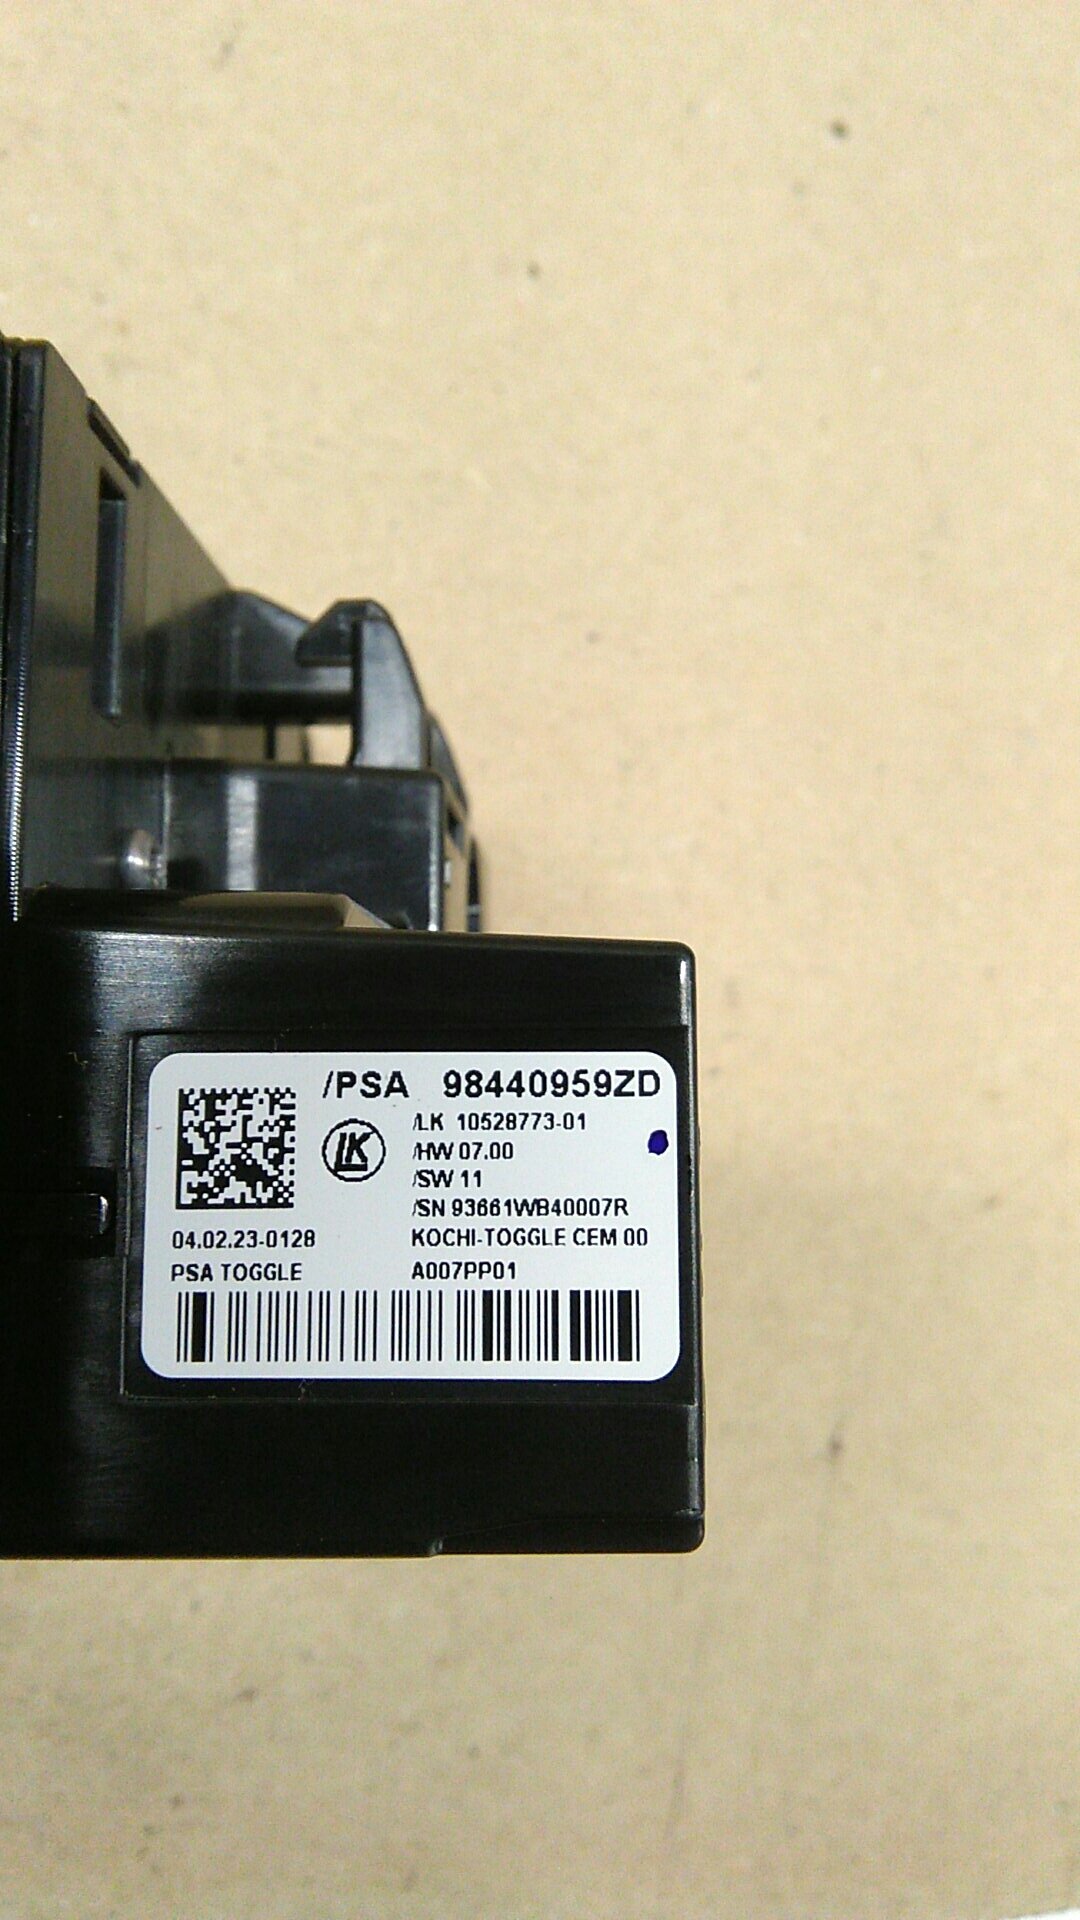 /PSA 98440959ZD
LK
/LK 10528773-01
/HW 07.00
/SW 11
/SN 93661WB40007R
04.02.23-0128 KOCHI-TOGGLE CEM 00
PSA TOGGLE A007PP01